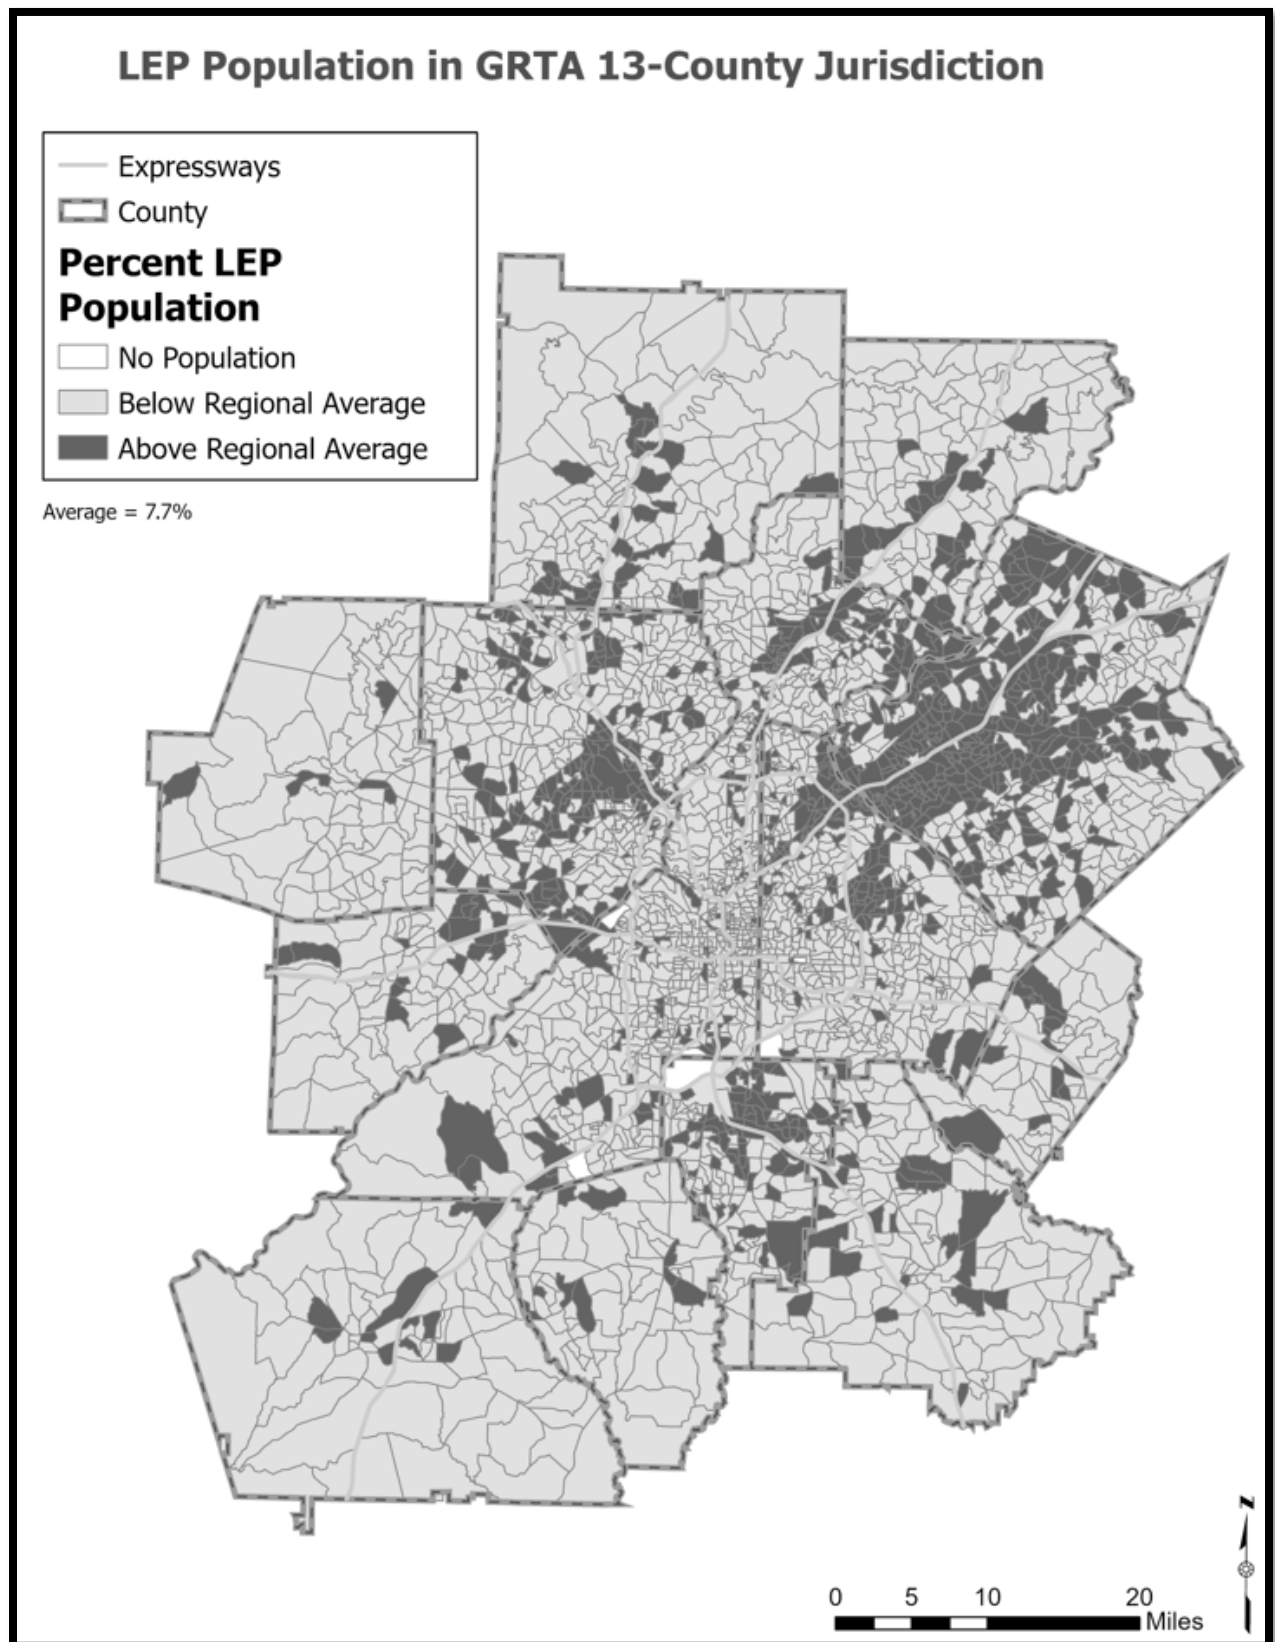 LEP Population in GRTA 13-County Jurisdiction
Expressways
County
Percent LEP
Population
No Population
Below Regional Average
Above Regional Average
Average = 7.7%
N
0 5 10 20
Miles